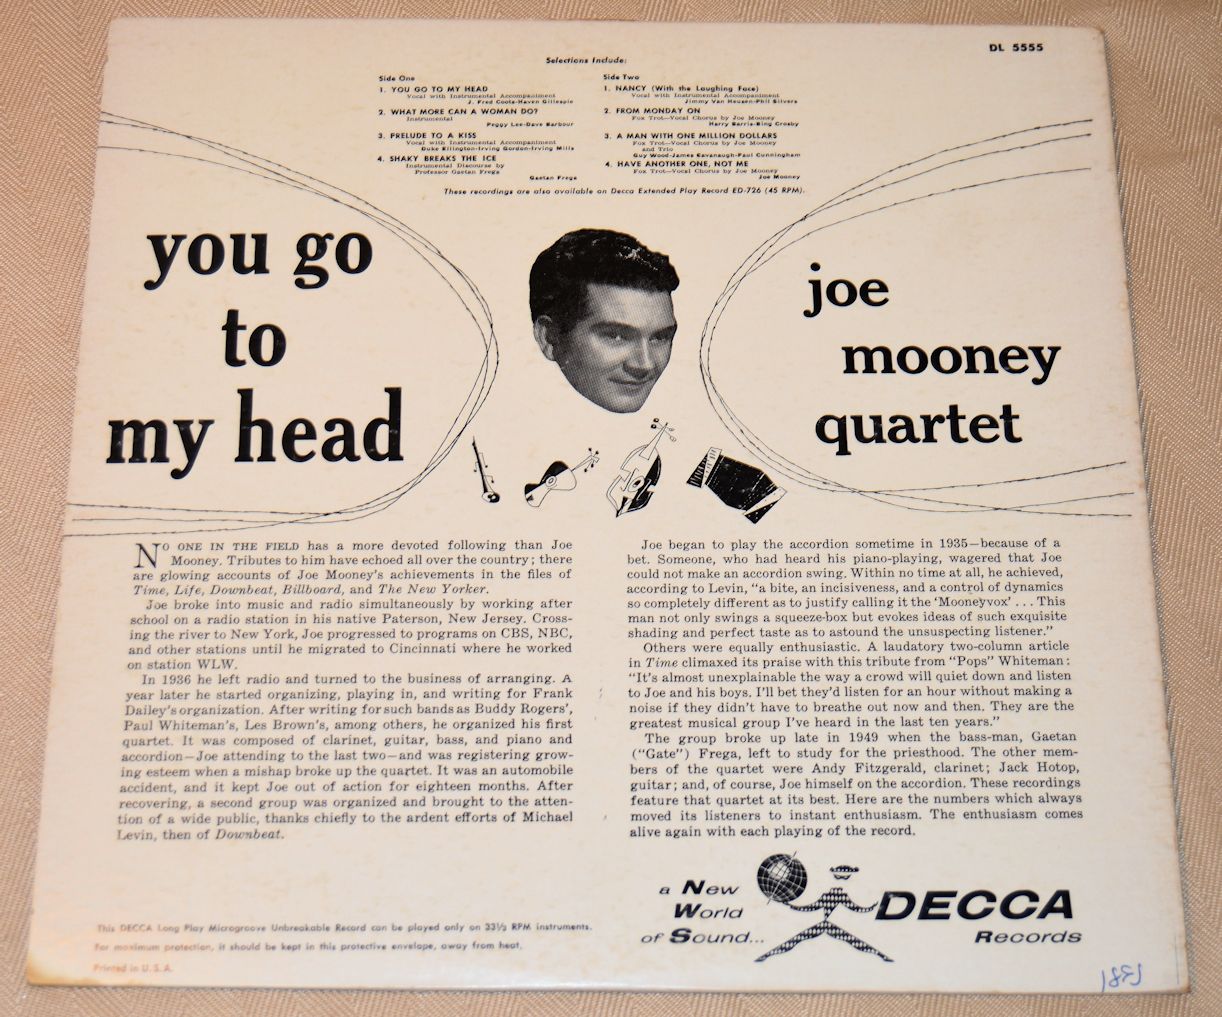 DL 5555
Selections Include:
Side One
1. YOU GO TO MY HEAD
Vocal with Instrumental Accompaniment
J. Fred Coots-Haven Gillespie
2. WHAT MORE CAN A WOMAN DO?
Instrumental
Peggy Lee-Dave Barbour
3. PRELUDE TO A KISS
Vocal with Instrumental Accompaniment
Duke Ellington-Irving Gordon-Irving Mills
4. SHAKY BREAKS THE ICE
Instrumental Discourse by
Professor Gaetan Frega
Gaetan Frega
Side Two
1. NANCY (With the Laughing Face)
Vocal with Instrumental Accompaniment
Jimmy Van Heusen-Phil Silvers
2. FROM MONDAY ON
Fox Trot—Vocal Chorus by Joe Mooney
Harry Barris-Bing Crosby
3. A MAN WITH ONE MILLION DOLLARS
Fox Trot—Vocal Chorus by Joe Mooney
and Trio
Guy Wood-James Cavanaugh-Paul Cunningham
4. HAVE ANOTHER ONE, NOT ME
Fox Trot—Vocal Chorus by Joe Mooney
Joe Mooney
These recordings are also available on Decca Extended Play Record ED-726 (45 RPM).
you go
to
my head
joe
mooney
quartet
NO ONE IN THE FIELD has a more devoted following than Joe
Mooney. Tributes to him have echoed all over the country; there
are glowing accounts of Joe Mooney's achievements in the files of
Time, Life, Downbeat, Billboard, and The New Yorker.
Joe broke into music and radio simultaneously by working after
school on a radio station in his native Paterson, New Jersey. Cross-
ing the river to New York, Joe progressed to programs on CBS, NBC,
and other stations until he migrated to Cincinnati where he worked
on station WLW.
In 1936 he left radio and turned to the business of arranging. A
year later he started organizing, playing in, and writing for Frank
Dailey's organization. After writing for such bands as Buddy Rogers',
Paul Whiteman's, Les Brown's, among others, he organized his first
quartet. It was composed of clarinet, guitar, bass, and piano and
accordion—Joe attending to the last two—and was registering grow-
ing esteem when a mishap broke up the quartet. It was an automobile
accident, and it kept Joe out of action for eighteen months. After
recovering, a second group was organized and brought to the atten-
tion of a wide public, thanks chiefly to the ardent efforts of Michael
Levin, then of Downbeat.
Joe began to play the accordion sometime in 1935—because of a
bet. Someone, who had heard his piano-playing, wagered that Joe
could not make an accordion swing. Within no time at all, he achieved,
according to Levin, "a bite, an incisiveness, and a control of dynamics
so completely different as to justify calling it the 'Mooneyvox' . . . This
man not only swings a squeeze-box but evokes ideas of such exquisite
shading and perfect taste as to astound the unsuspecting listener."
Others were equally enthusiastic. A laudatory two-column article
in Time climaxed its praise with this tribute from "Pops" Whiteman:
"It's almost unexplainable the way a crowd will quiet down and listen
to Joe and his boys. I'll bet they'd listen for an hour without making a
noise if they didn't have to breathe out now and then. They are the
greatest musical group I've heard in the last ten years."
The group broke up late in 1949 when the bass-man, Gaetan
("Gate") Frega, left to study for the priesthood. The other mem-
bers of the quartet were Andy Fitzgerald, clarinet; Jack Hotop,
guitar; and, of course, Joe himself on the accordion. These recordings
feature that quartet at its best. Here are the numbers which always
moved its listeners to instant enthusiasm. The enthusiasm comes
alive again with each playing of the record.
a New
World
of Sound...
DECCA
Records
This DECCA Long Play Microgroove Unbreakable Record can be played only on 33⅓ RPM instruments.
For maximum protection, it should be kept in this protective envelope, away from heat.
Printed in U. S. A.